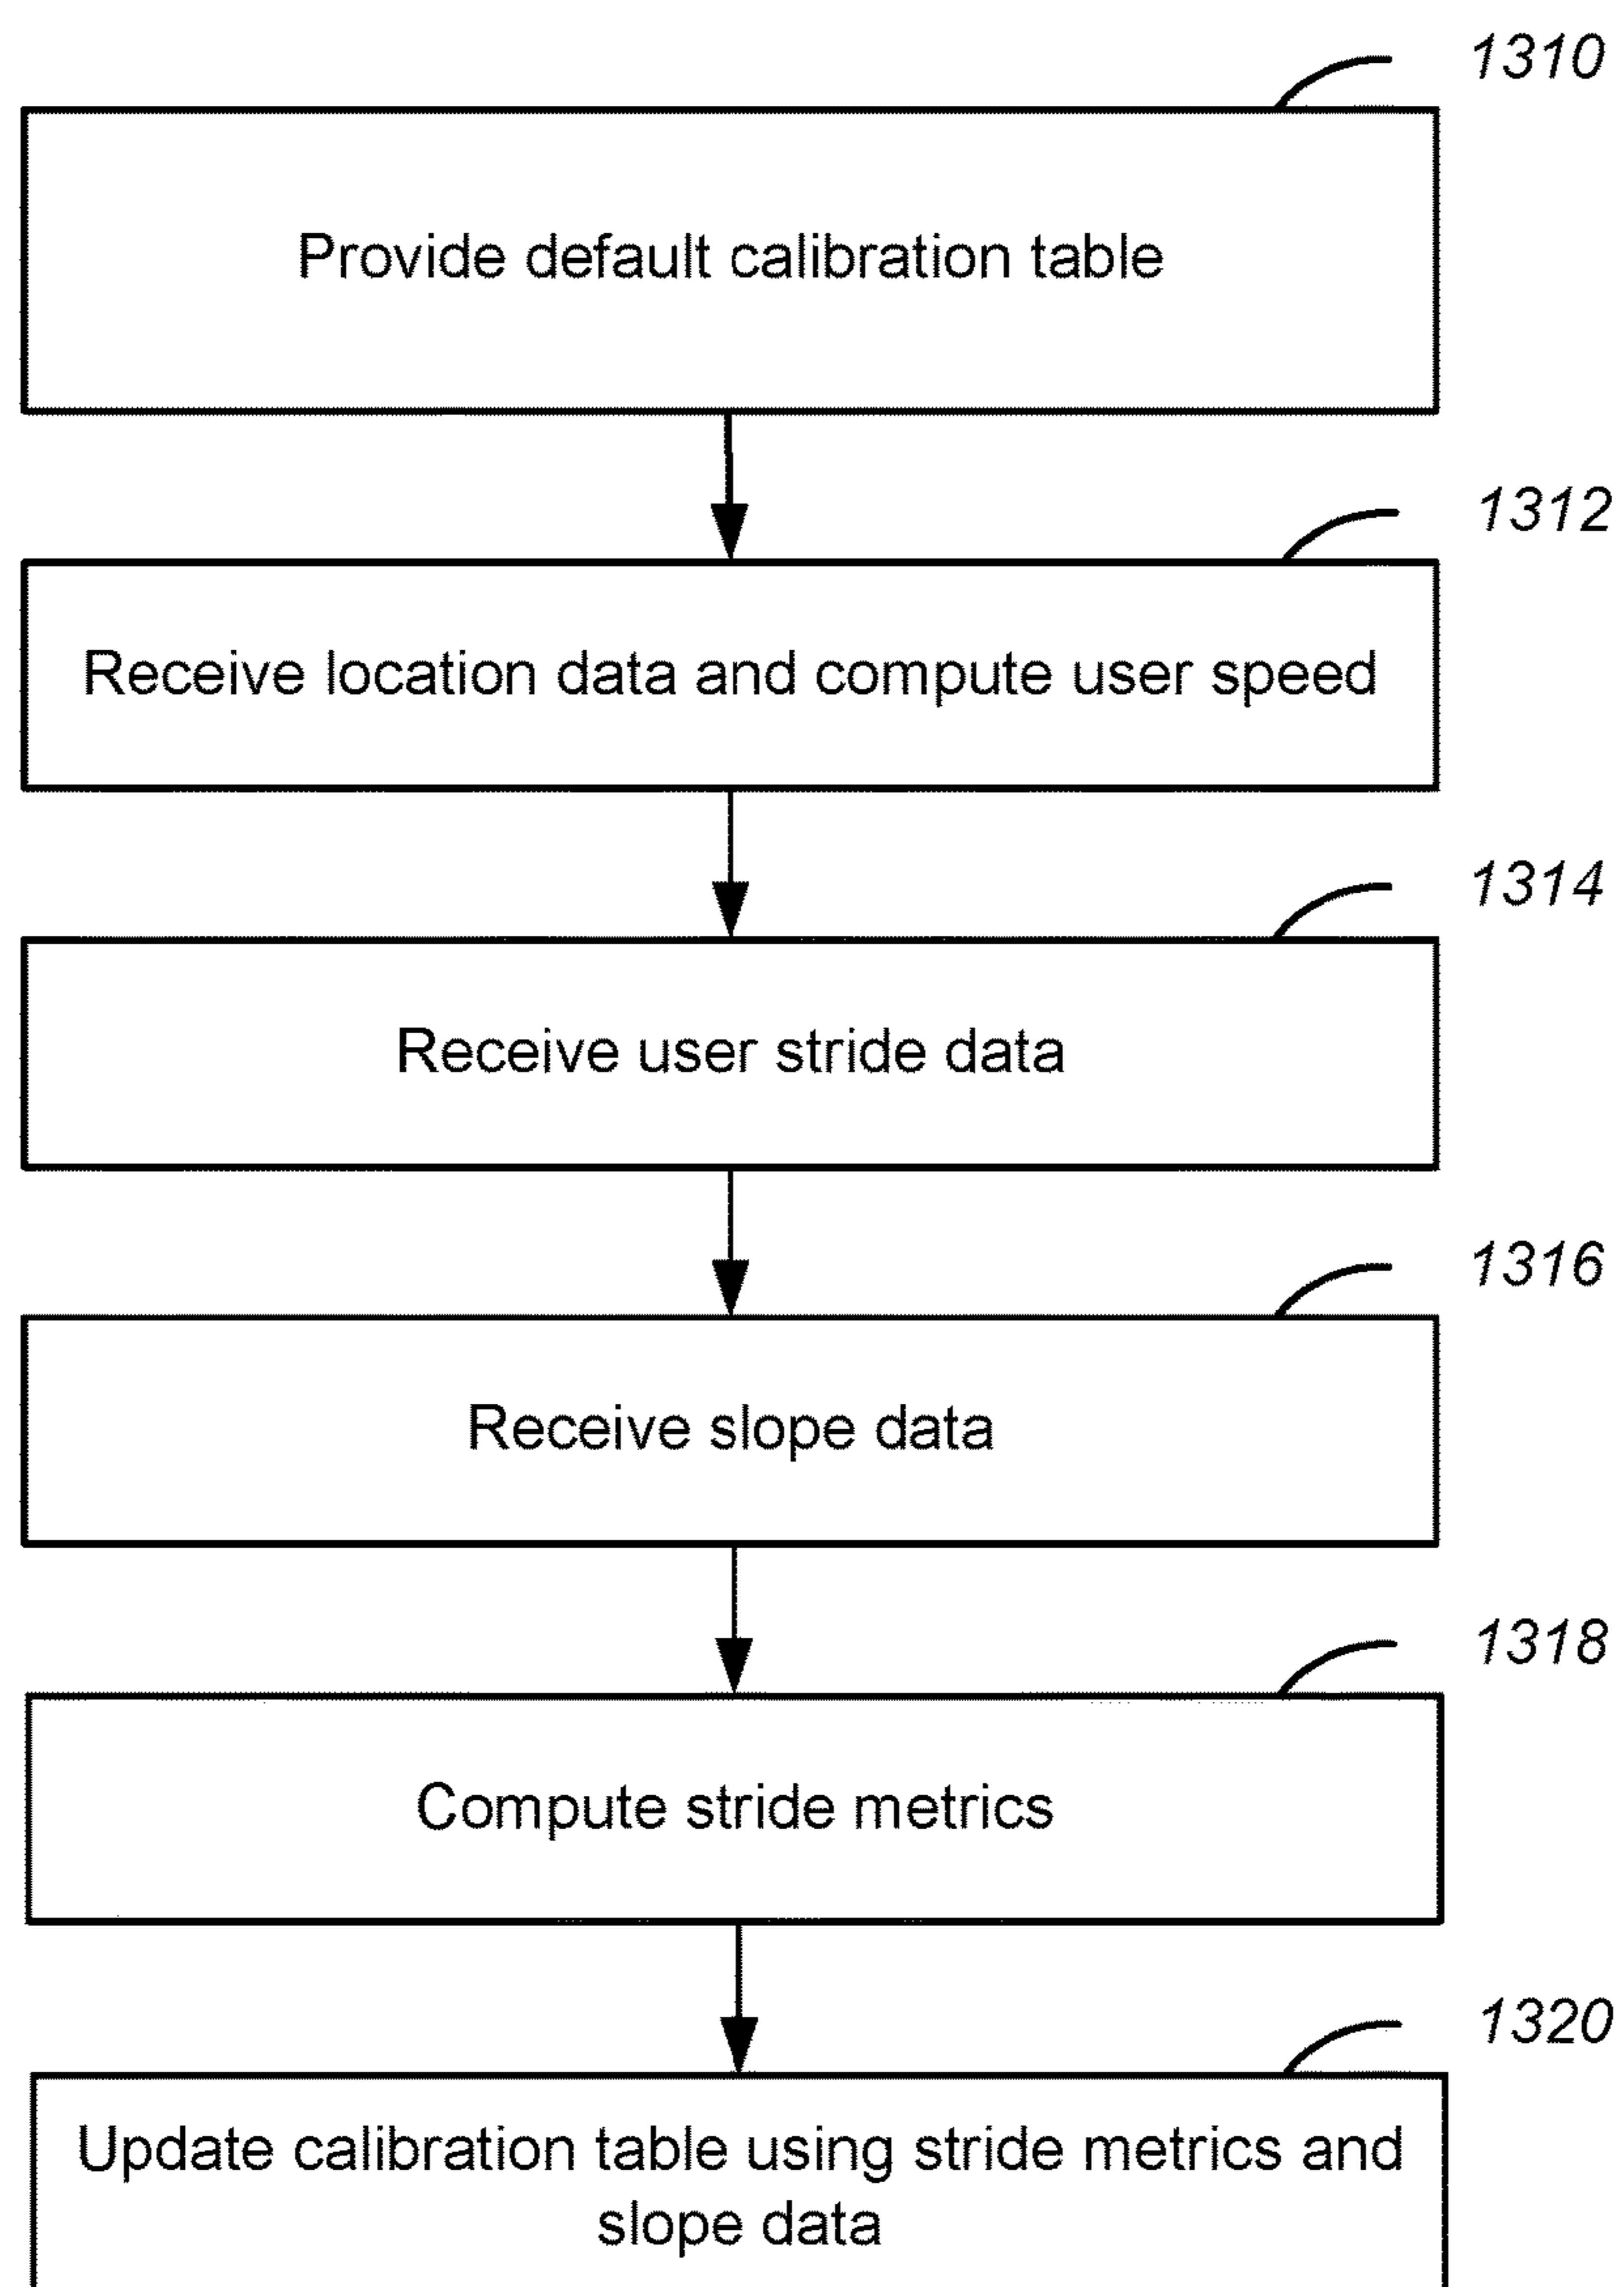 1310
Provide default calibration table
1312
Receive location data and compute user speed
1314
Receive user stride data
1316
Receive slope data
1318
Compute stride metrics
1320
Update calibration table using stride metrics and
slope data